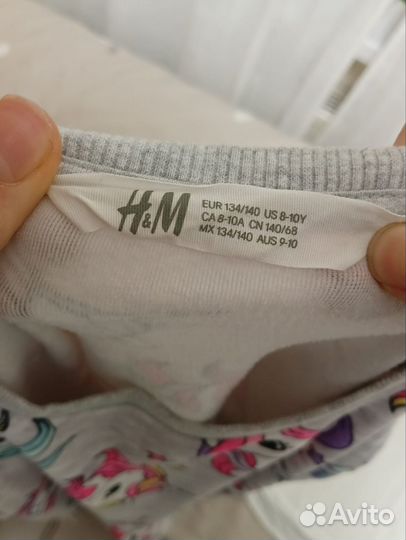 H&M
EUR 134/140 US 8-10Y
CA 8-10A CN 140/68
MX 134/140 AUS 9-10
Avito